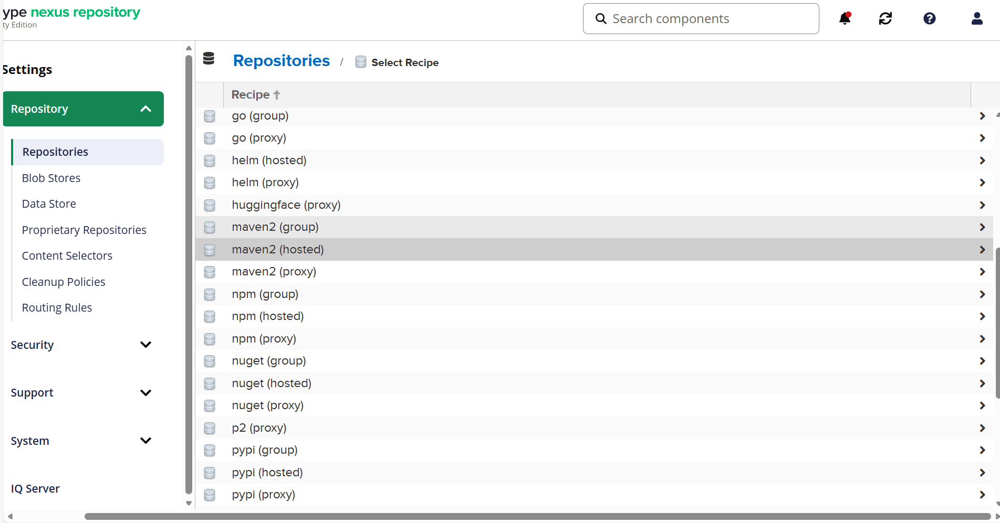 ype nexus repository
ty Edition
Search components
Settings
Repository
Repositories
Blob Stores
Data Store
Proprietary Repositories
Content Selectors
Cleanup Policies
Routing Rules
Security
Support
System
IQ Server
Repositories / Select Recipe
Recipe
go (group)
go (proxy)
helm (hosted)
helm (proxy)
huggingface (proxy)
maven2 (group)
maven2 (hosted)
maven2 (proxy)
npm (group)
npm (hosted)
npm (proxy)
nuget (group)
nuget (hosted)
nuget (proxy)
p2 (proxy)
pypi (group)
pypi (hosted)
pypi (proxy)